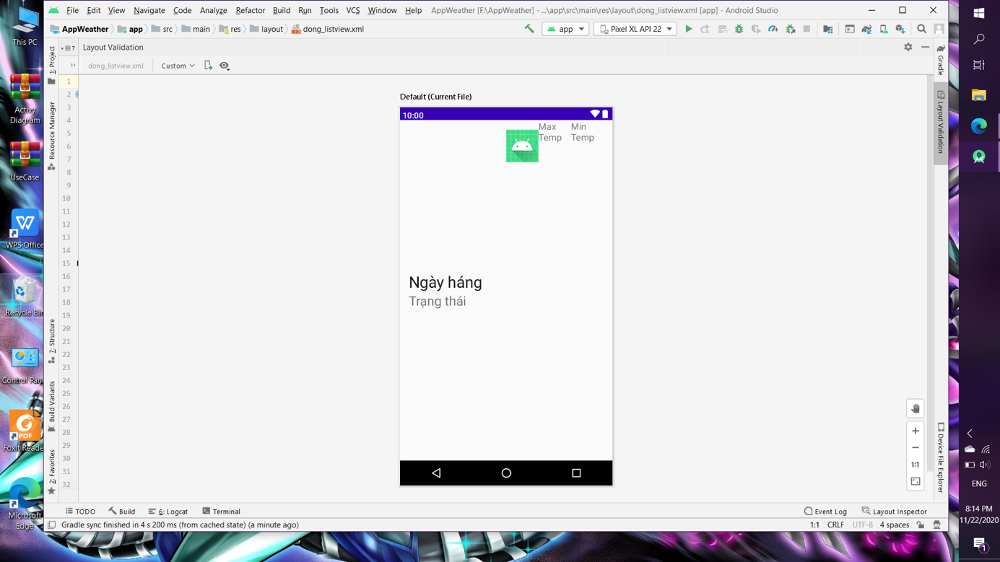 This PC
Activy
Diagram
UseCase
WPS Office
Recycle Bin
Control Pan
PDF
Foxit Reade
Microsoft
Edge
File Edit View Navigate Code Analyze Refactor Build Run Tools VCS Window Help AppWeather [F:\AppWeather] - ...\app\src\main\res\layout\dong_listview.xml [app] - Android Studio
AppWeather app src main res layout dong_listview.xml
app Pixel XL API 22
1: Project
Resource Manager
7: Structure
Build Variants
2: Favorites
7 Layout Validation
dong_listview.xml Custom
1
2
3
4
5
6
7
8
9
10
11
12
13
14
15
16
17
18
19
20
21
22
23
24
25
26
27
28
29
30
31
32
Default (Current File)
10:00
Max
Temp
Min
Temp
Ngày háng
Trạng thái
1:1
Gradle
Layout Validation
Device File Explorer
TODO Build 6: Logcat Terminal Event Log Layout Inspector
Gradle sync finished in 4 s 200 ms (from cached state) (a minute ago) 1:1 CRLF UTF-8 4 spaces
ENG
8:14 PM
11/22/2020
1